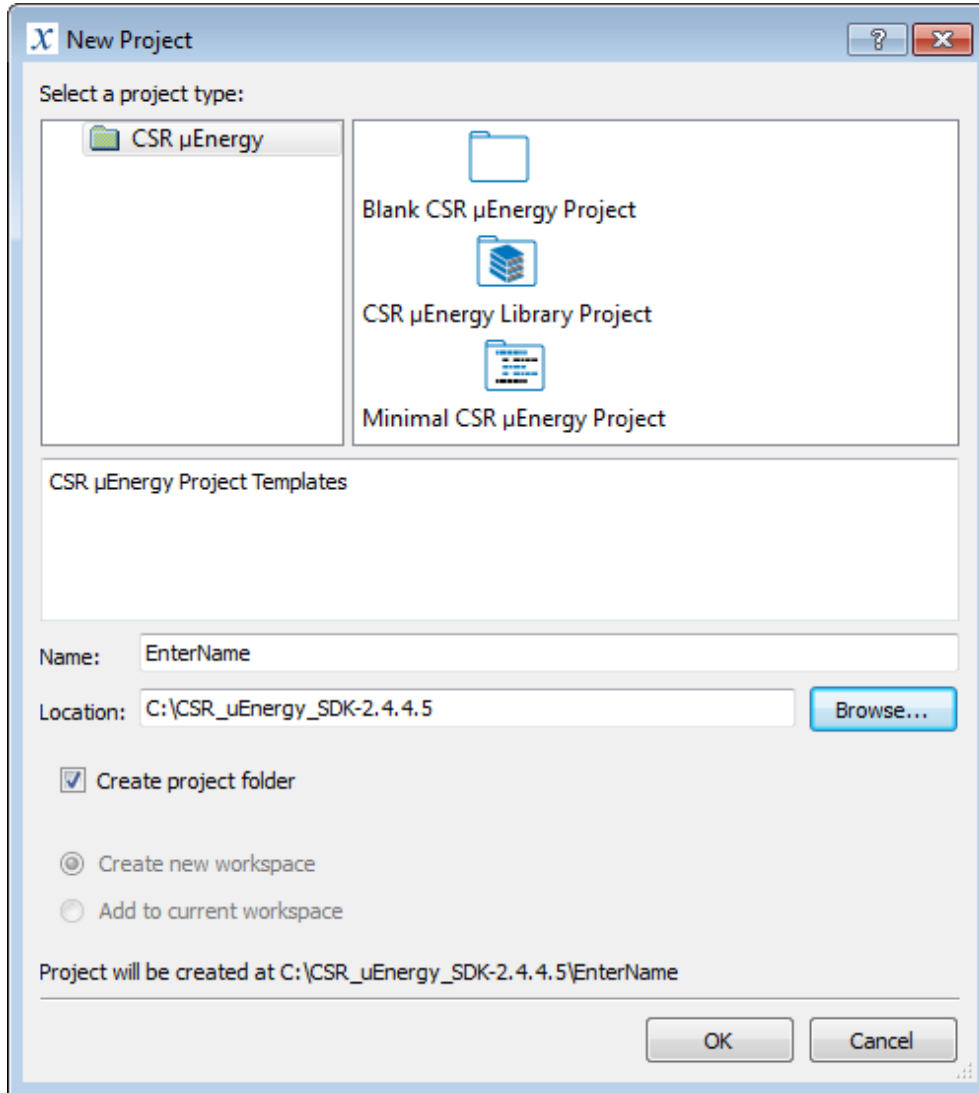 X New Project
?
Select a project type:
CSR µEnergy
Blank CSR µEnergy Project
CSR µEnergy Library Project
Minimal CSR µEnergy Project
CSR µEnergy Project Templates
Name: EnterName
Location: C:\CSR_uEnergy_SDK-2.4.4.5 Browse...
Create project folder
Create new workspace
Add to current workspace
Project will be created at C:\CSR_uEnergy_SDK-2.4.4.5\EnterName
OK Cancel